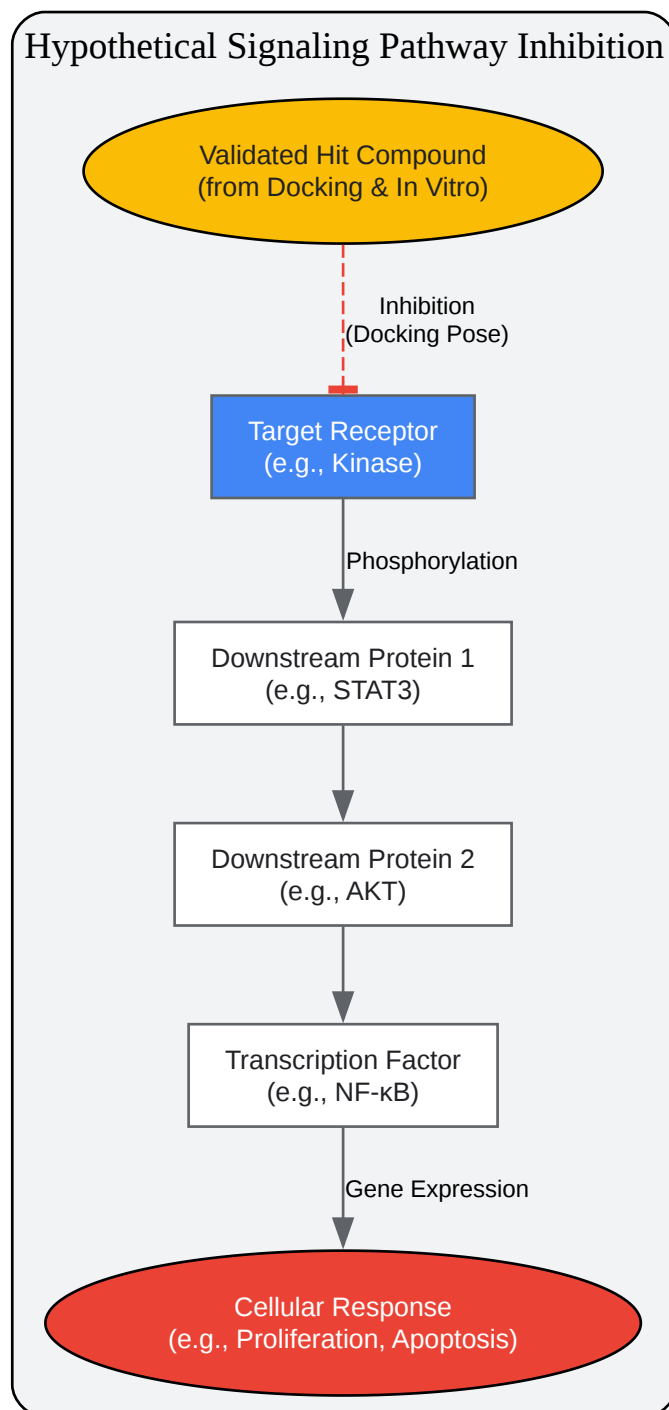 Hypothetical Signaling Pathway Inhibition
Validated Hit Compound
(from Docking & In Vitro)
Inhibition
(Docking Pose)
Target Receptor
(e.g., Kinase)
Phosphorylation
Downstream Protein 1
(e.g., STAT3)
Downstream Protein 2
(e.g., AKT)
Transcription Factor
(e.g., NF-κB)
Gene Expression
Cellular Response
(e.g., Proliferation, Apoptosis)